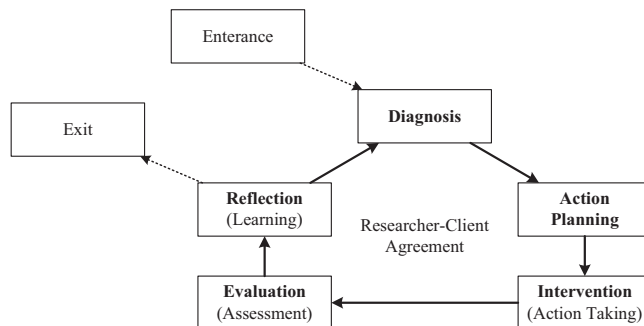 Enterance
Diagnosis
Exit
Reflection
(Learning)
Action
Planning
Researcher-Client
Agreement
Evaluation
(Assessment)
Intervention
(Action Taking)